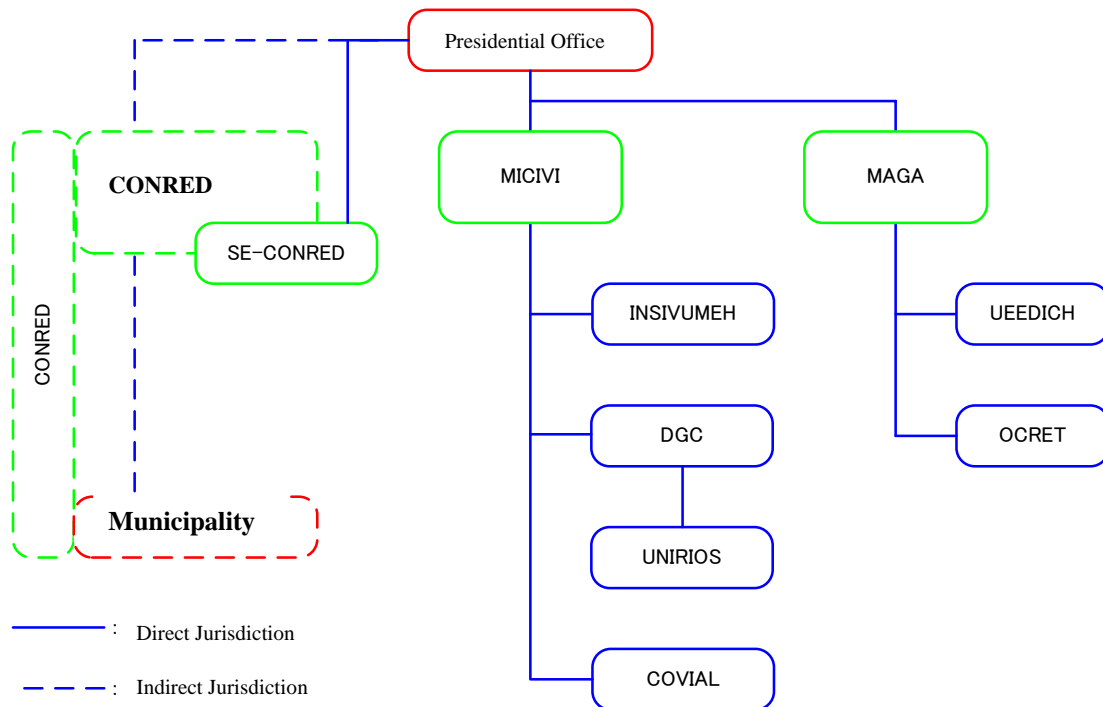 Presidential Office
CONRED
MICIVI
MAGA
SE-CONRED
CONRED
INSIVUMEH
UEEDICH
DGC
OCRET
Municipality
UNIRIOS
: Direct Jurisdiction
COVIAL
: Indirect Jurisdiction